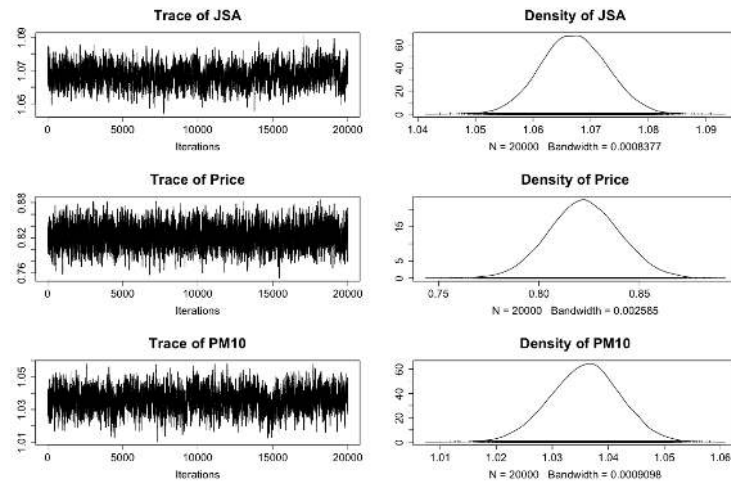 Trace of JSA
1.09
1.07
1.05
0 5000 10000 15000 20000
Iterations
Density of JSA
60
40
20
0
1.04 1.05 1.06 1.07 1.08 1.09
N = 20000 Bandwidth = 0.0008377
Trace of Price
0.88
0.82
0.76
0 5000 10000 15000 20000
Iterations
Density of Price
15
5
0
0.75 0.80 0.85
N = 20000 Bandwidth = 0.002585
Trace of PM10
1.05
1.03
1.01
0 5000 10000 15000 20000
Iterations
Density of PM10
60
40
20
0
1.01 1.02 1.03 1.04 1.05 1.06
N = 20000 Bandwidth = 0.0009098